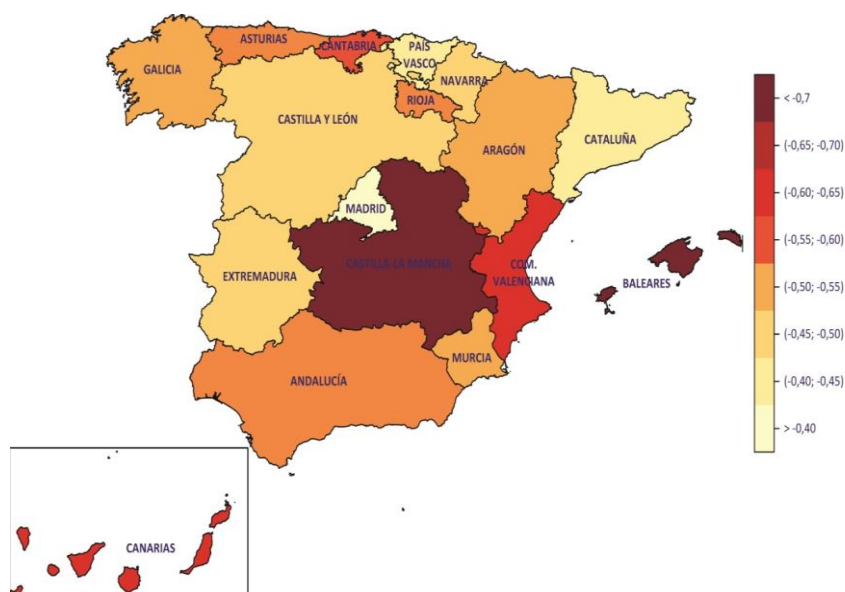 ASTURIAS
CANTABRIA
PAÍS
VASCO
GALICIA
NAVARRA
RIOJA
CASTILLA Y LEÓN
ARAGÓN
CATALUÑA
MADRID
CASTILLA-LA MANCHA
EXTREMADURA
COM.
VALENCIANA
BALEARES
MURCIA
ANDALUCÍA
CANARIAS
< -0,7
(-0,65; -0,70)
(-0,60; -0,65)
(-0,55; -0,60)
(-0,50; -0,55)
(-0,45; -0,50)
(-0,40; -0,45)
> -0,40